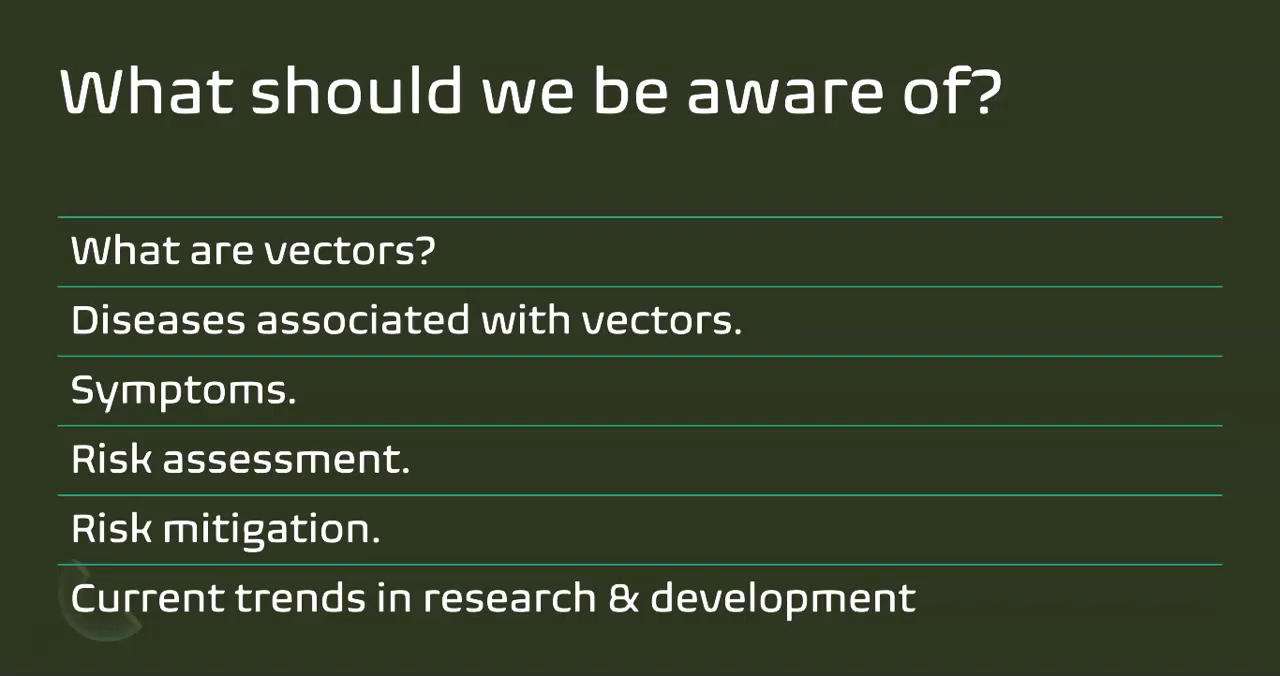 What should we be aware of?
What are vectors?
Diseases associated with vectors.
Symptoms.
Risk assessment.
Risk mitigation.
Current trends in research & development